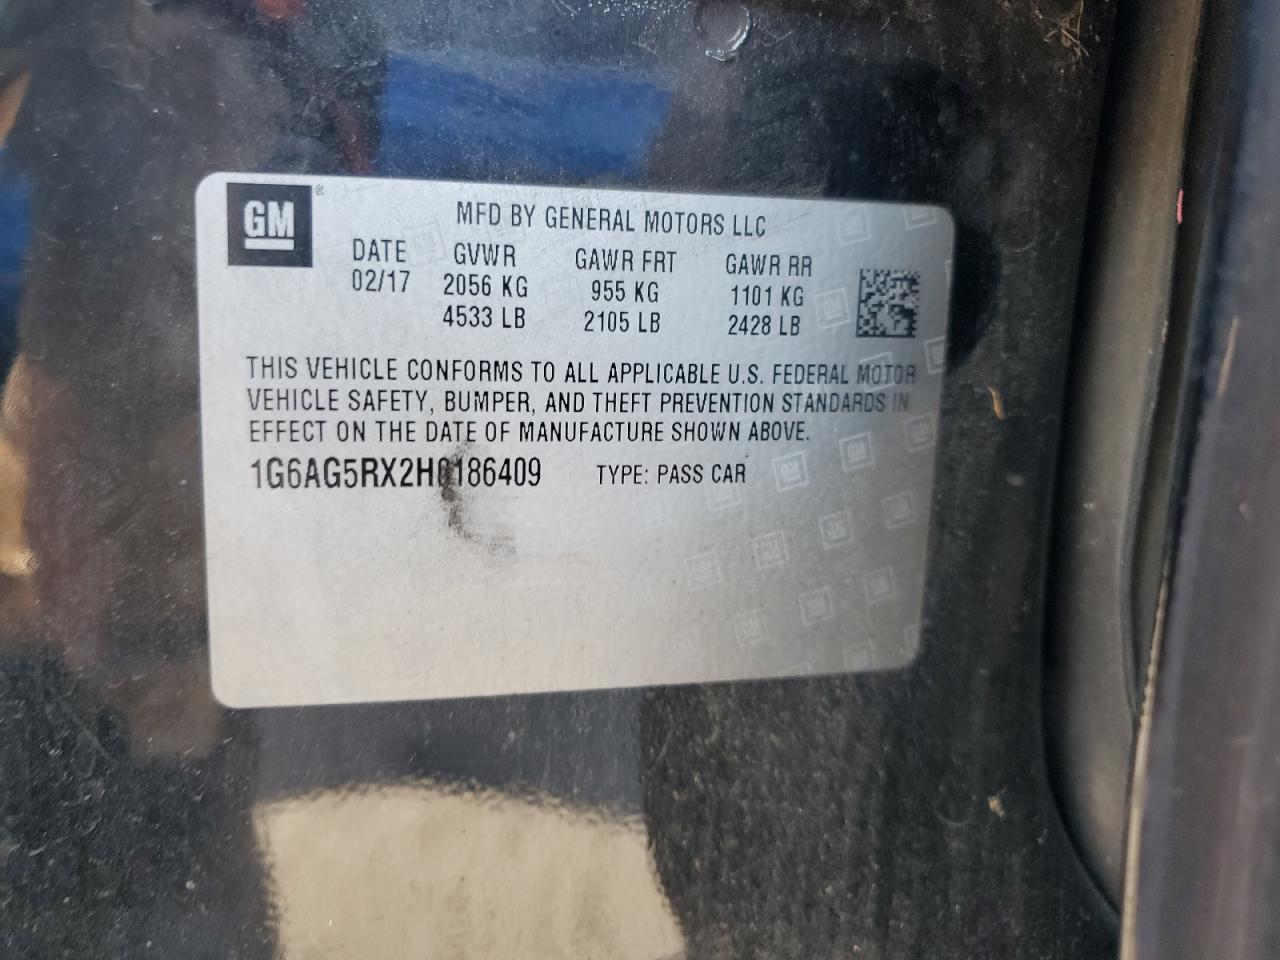 GM®
MFD BY GENERAL MOTORS LLC
DATE GVWR GAWR FRT GAWR RR
02/17 2056 KG 955 KG 1101 KG
4533 LB 2105 LB 2428 LB
THIS VEHICLE CONFORMS TO ALL APPLICABLE U.S. FEDERAL MOTOR
VEHICLE SAFETY, BUMPER, AND THEFT PREVENTION STANDARDS IN
EFFECT ON THE DATE OF MANUFACTURE SHOWN ABOVE.
1G6AG5RX2H0186409 TYPE: PASS CAR